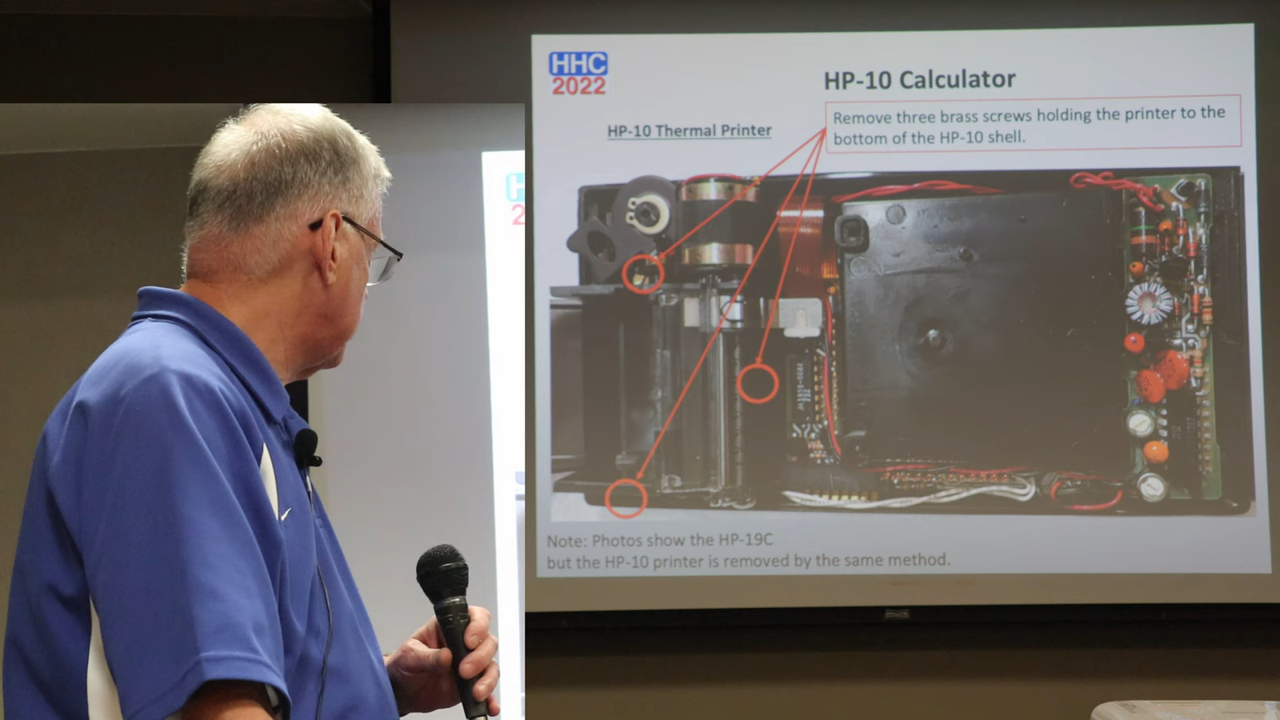 HHC
2022
HP-10 Calculator
HP-10 Thermal Printer
Remove three brass screws holding the printer to the
bottom of the HP-10 shell.
Note: Photos show the HP-19C
but the HP-10 printer is removed by the same method.
2